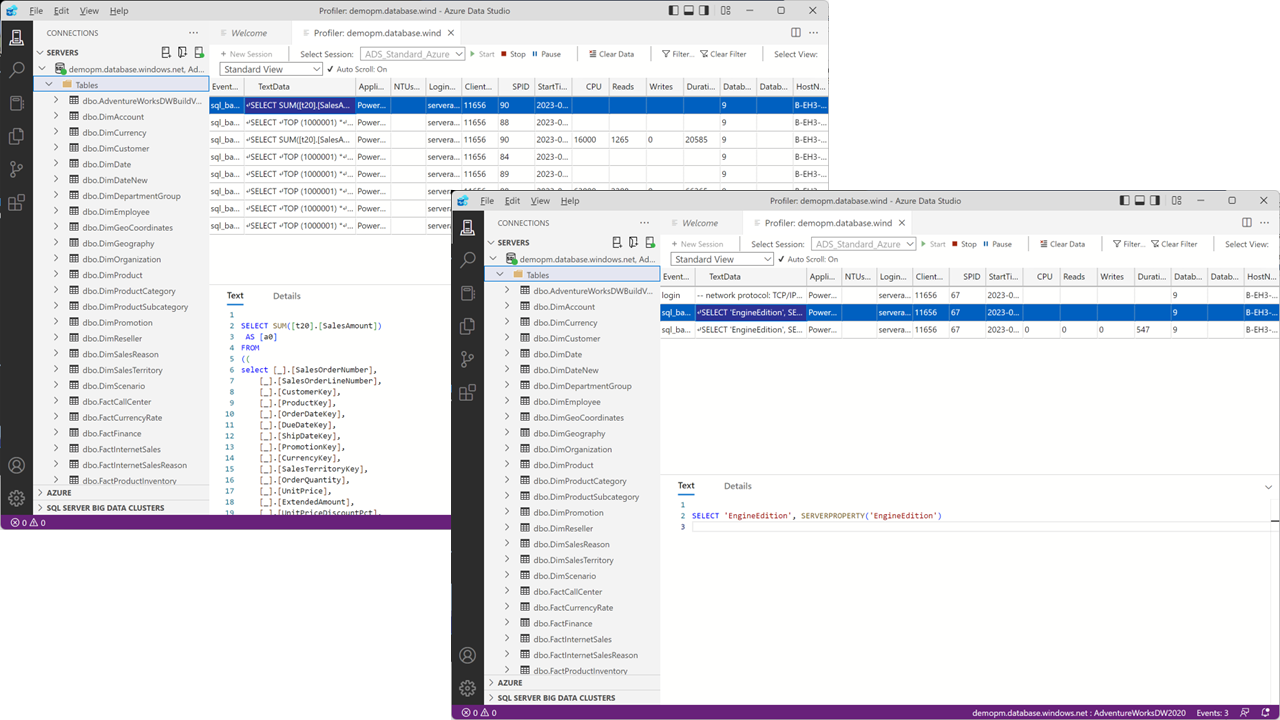 File Edit View Help Profiler: demopm.database.wind - Azure Data Studio
CONNECTIONS ··· Welcome Profiler: demopm.database.wind
SERVERS
+ New Session Select Session: ADS_Standard_Azure Start Stop Pause Clear Data Filter... Clear Filter Select View:
demopm.database.windows.net, Ad...
Standard View Auto Scroll: On
Tables
Event... TextData Appli... NTUs... Login... Client... SPID StartTi... CPU Reads Writes Durati... Datab... Datab... HostN...
dbo.AdventureWorksDWBuildV...
dbo.DimAccount
dbo.DimCurrency
dbo.DimCustomer
dbo.DimDate
dbo.DimDateNew
dbo.DimDepartmentGroup
dbo.DimEmployee
dbo.DimGeoCoordinates
dbo.DimGeography
dbo.DimOrganization
dbo.DimProduct
dbo.DimProductCategory
dbo.DimProductSubcategory
dbo.DimPromotion
dbo.DimReseller
dbo.DimSalesReason
dbo.DimSalesTerritory
dbo.DimScenario
dbo.FactCallCenter
dbo.FactCurrencyRate
dbo.FactFinance
dbo.FactInternetSales
dbo.FactInternetSalesReason
dbo.FactProductInventory
AZURE
SQL SERVER BIG DATA CLUSTERS
0 0
sql_ba... ↵SELECT SUM([t20].[SalesA... Power... servera... 11656 90 2023-0... 9 B-EH3-...
sql_ba... ↵SELECT ↵TOP (1000001) *↵... Power... servera... 11656 88 2023-0... 9 B-EH3-...
sql_ba... ↵SELECT SUM([t20].[SalesA... Power... servera... 11656 90 2023-0... 16000 1265 0 20585 9 B-EH3-...
sql_ba... ↵SELECT ↵TOP (1000001) *↵... Power... servera... 11656 84 2023-0... 9 B-EH3-...
sql_ba... ↵SELECT ↵TOP (1000001) *↵... Power... servera... 11656 89 2023-0... 9 B-EH3-...
sql_ba... ↵SELECT ↵TOP (1000001) *↵... Power...
sql_ba... ↵SELECT ↵TOP (1000001) *↵... Power...
sql_ba... ↵SELECT ↵TOP (1000001) *↵... Power...
Text Details
1
2 SELECT SUM([t20].[SalesAmount])
3 AS [a0]
4 FROM
5 ((
6 select [_].[SalesOrderNumber],
7 [_].[SalesOrderLineNumber],
8 [_].[CustomerKey],
9 [_].[ProductKey],
10 [_].[OrderDateKey],
11 [_].[DueDateKey],
12 [_].[ShipDateKey],
13 [_].[PromotionKey],
14 [_].[CurrencyKey],
15 [_].[SalesTerritoryKey],
16 [_].[OrderQuantity],
17 [_].[UnitPrice],
18 [_].[ExtendedAmount],
19 [_].[UnitPriceDiscountPct],
File Edit View Help Profiler: demopm.database.wind - Azure Data Studio
CONNECTIONS ··· Welcome Profiler: demopm.database.wind
SERVERS
+ New Session Select Session: ADS_Standard_Azure Start Stop Pause Clear Data Filter... Clear Filter Select View:
demopm.database.windows.net, Ad...
Standard View Auto Scroll: On
Tables
Event... TextData Appli... NTUs... Login... Client... SPID StartTi... CPU Reads Writes Durati... Datab... Datab... HostN...
dbo.AdventureWorksDWBuildV...
dbo.DimAccount
dbo.DimCurrency
dbo.DimCustomer
dbo.DimDate
dbo.DimDateNew
dbo.DimDepartmentGroup
dbo.DimEmployee
dbo.DimGeoCoordinates
dbo.DimGeography
dbo.DimOrganization
dbo.DimProduct
dbo.DimProductCategory
dbo.DimProductSubcategory
dbo.DimPromotion
dbo.DimReseller
dbo.DimSalesReason
dbo.DimSalesTerritory
dbo.DimScenario
dbo.FactCallCenter
dbo.FactCurrencyRate
dbo.FactFinance
dbo.FactInternetSales
dbo.FactInternetSalesReason
dbo.FactProductInventory
AZURE
SQL SERVER BIG DATA CLUSTERS
login -- network protocol: TCP/IP... Power... servera... 11656 67 2023-0... 9 B-EH3-...
sql_ba... ↵SELECT 'EngineEdition', SE... Power... servera... 11656 67 2023-0... 9 B-EH3-...
sql_ba... ↵SELECT 'EngineEdition', SE... Power... servera... 11656 67 2023-0... 0 0 0 547 9 B-EH3-...
Text Details
1
2 SELECT 'EngineEdition', SERVERPROPERTY('EngineEdition')
3
0 0 demopm.database.windows.net : AdventureWorksDW2020 Events: 3